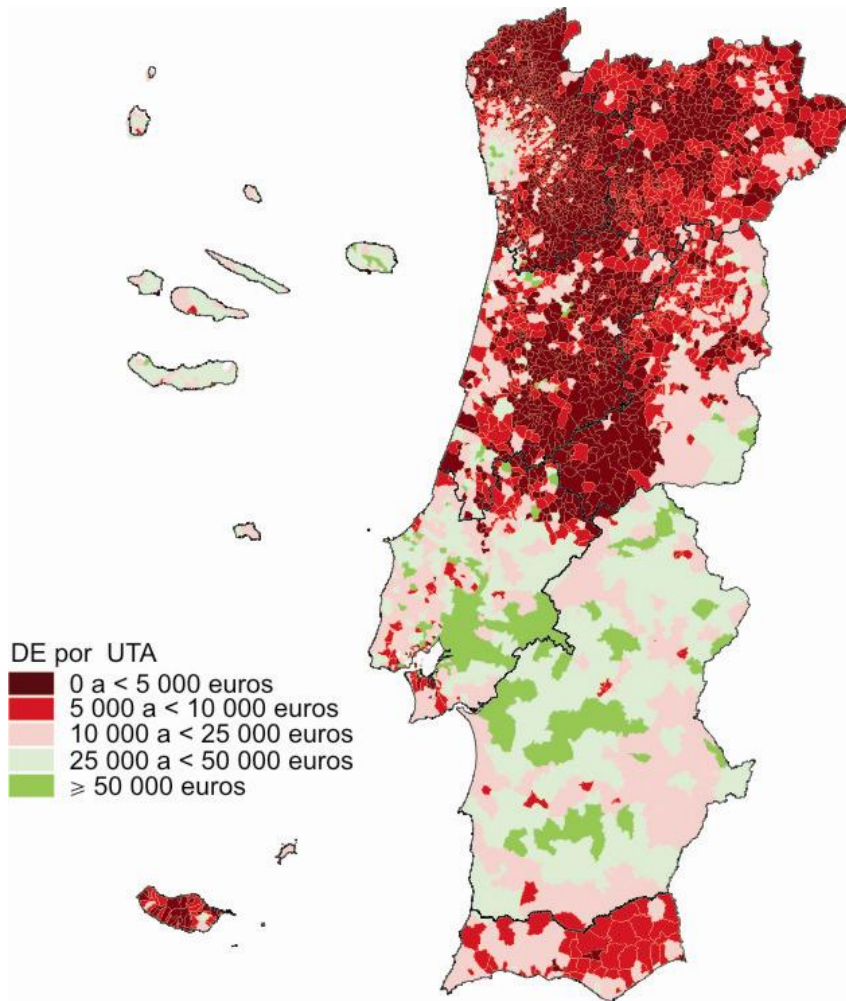 DE por UTA
0 a < 5 000 euros
5 000 a < 10 000 euros
10 000 a < 25 000 euros
25 000 a < 50 000 euros
⩾ 50 000 euros